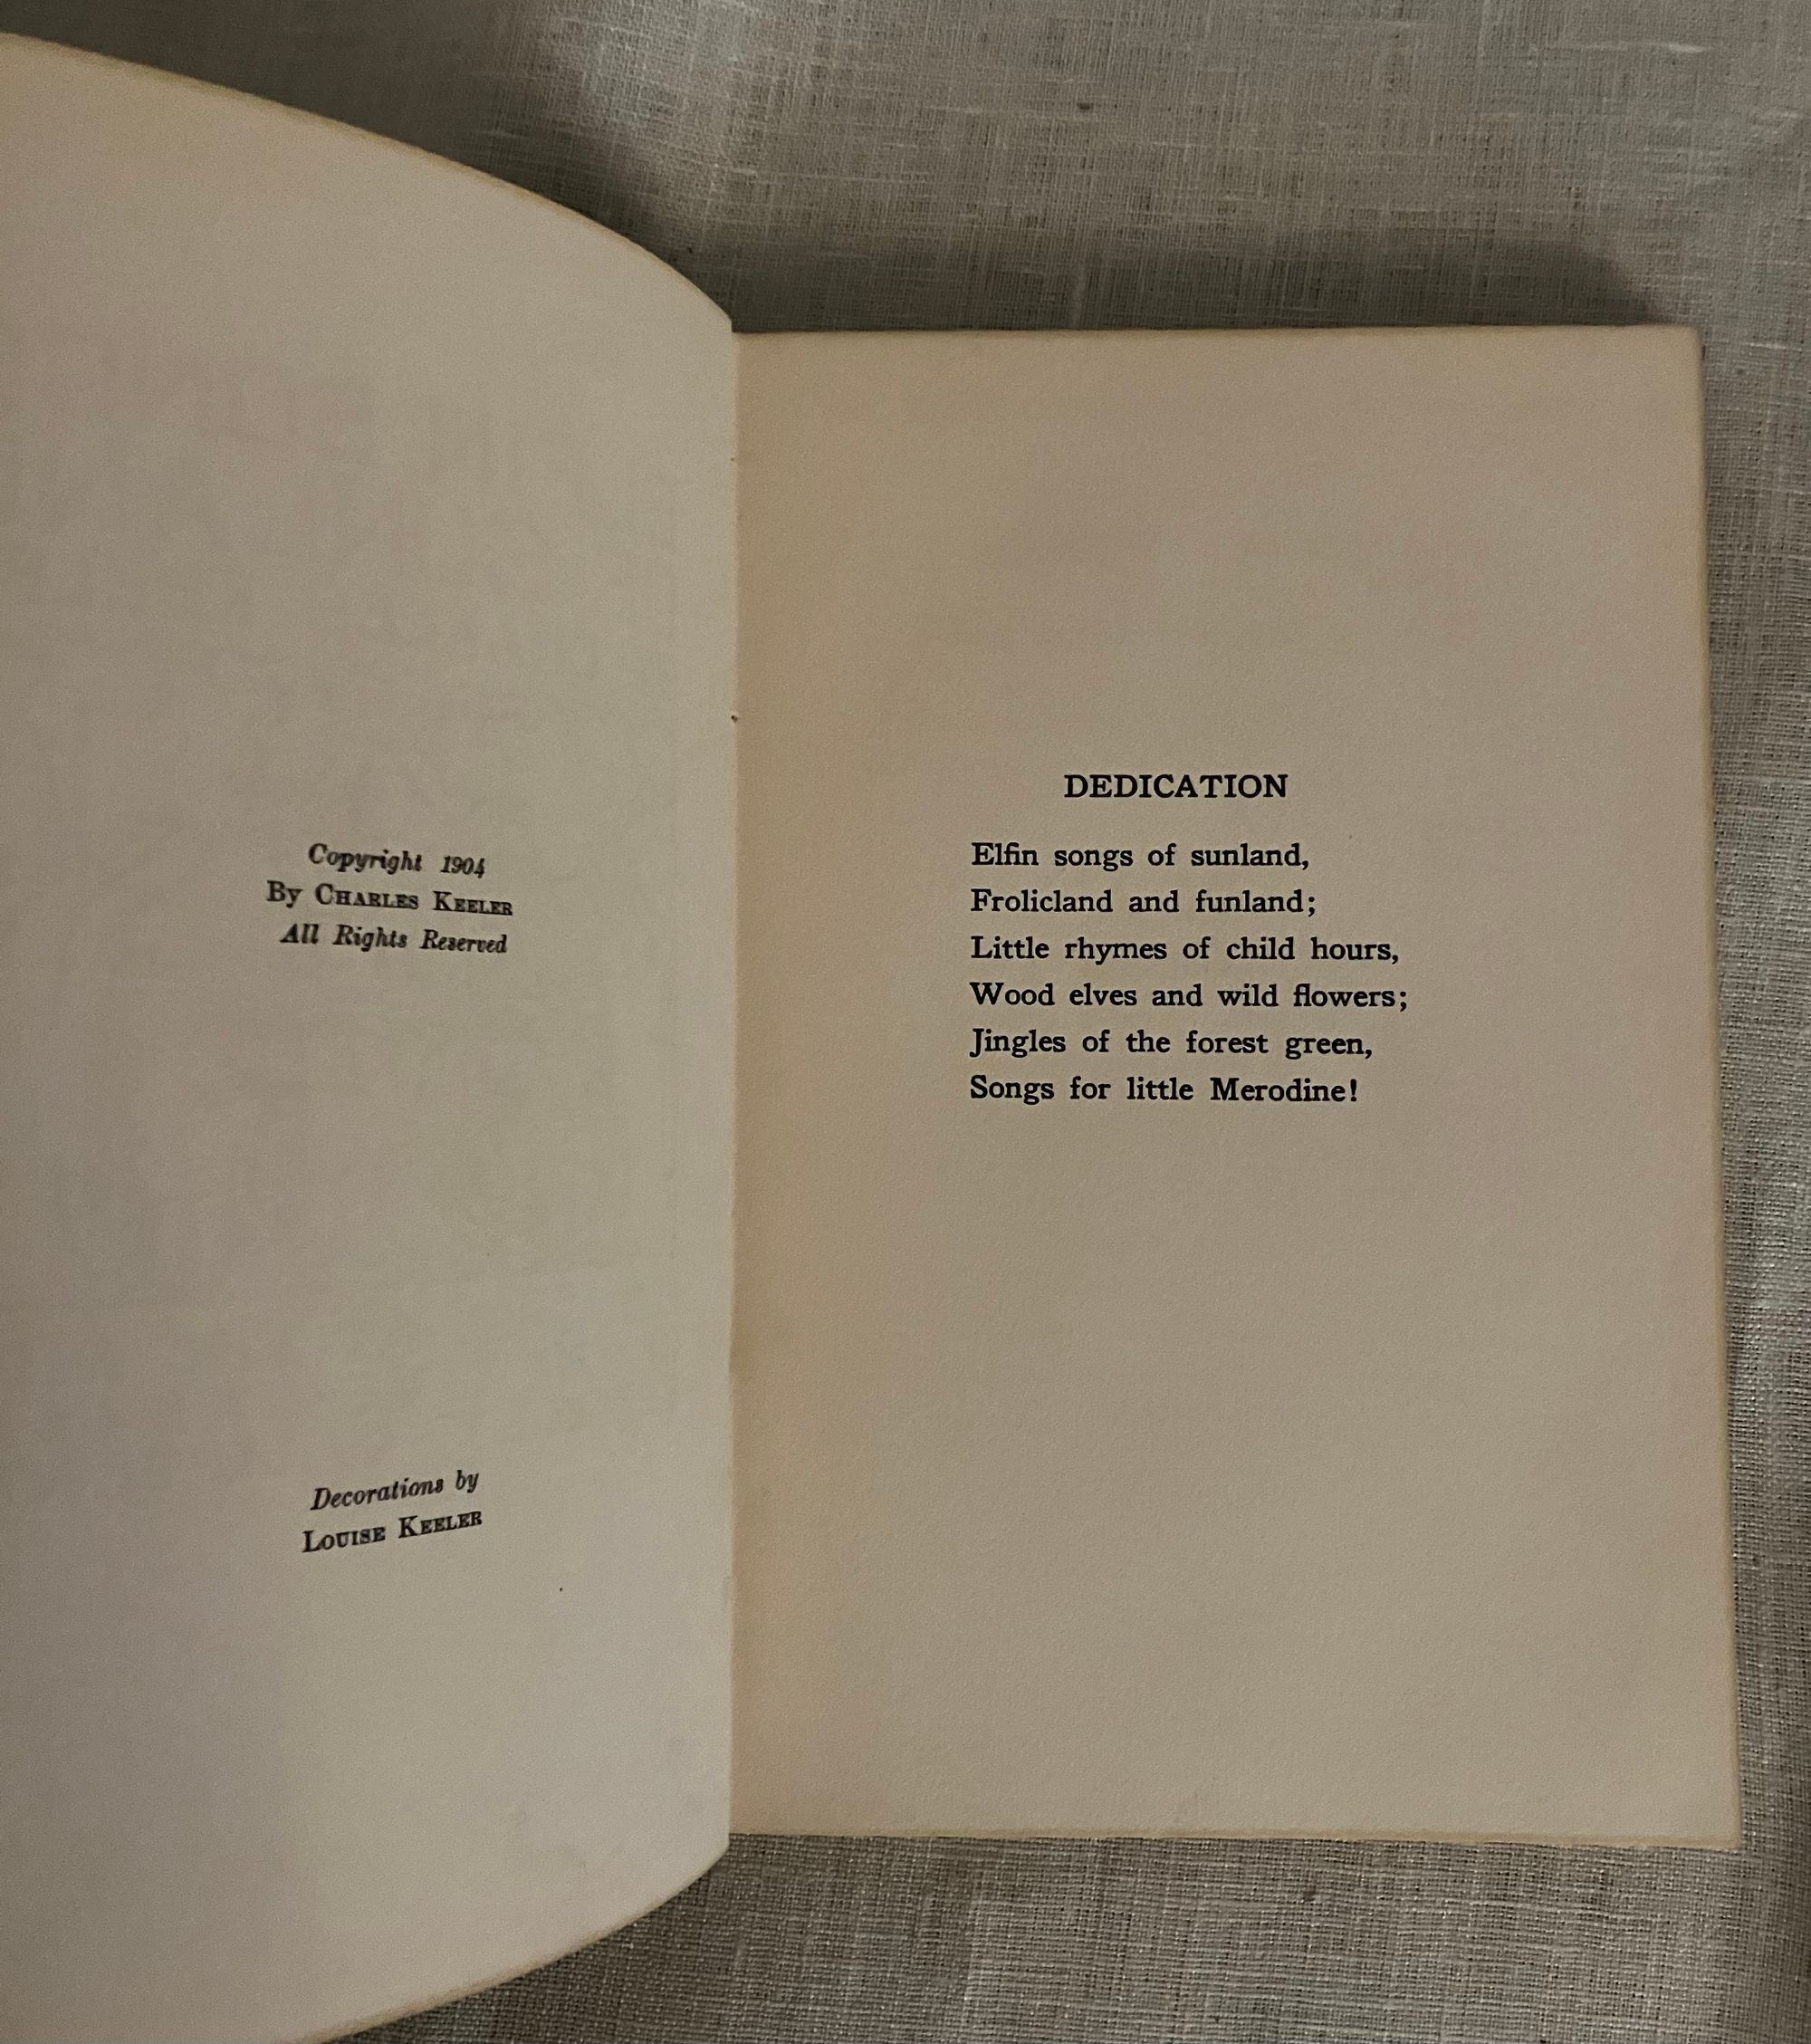 Copyright 1904
By CHARLES KEELER
All Rights Reserved
Decorations by
LOUISE KEELER
DEDICATION
Elfin songs of sunland,
Frolicland and funland;
Little rhymes of child hours,
Wood elves and wild flowers;
Jingles of the forest green,
Songs for little Merodine!